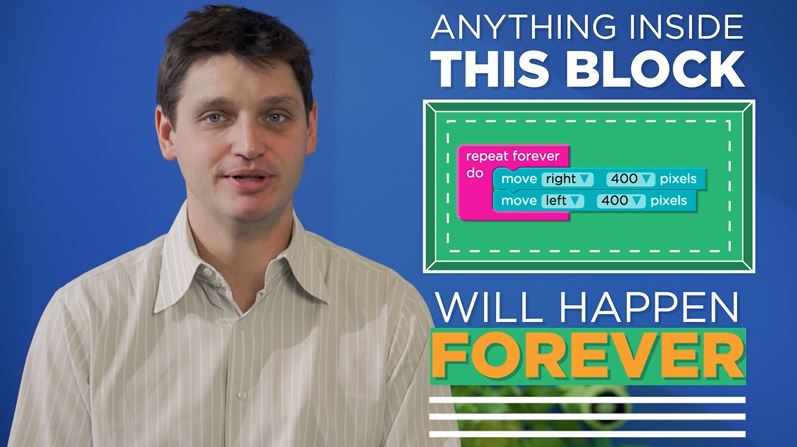 ANYTHING INSIDE
THIS BLOCK
repeat forever
do
move right ▼ 400 ▼ pixels
move left ▼ 400 ▼ pixels
WILL HAPPEN
FOREVER